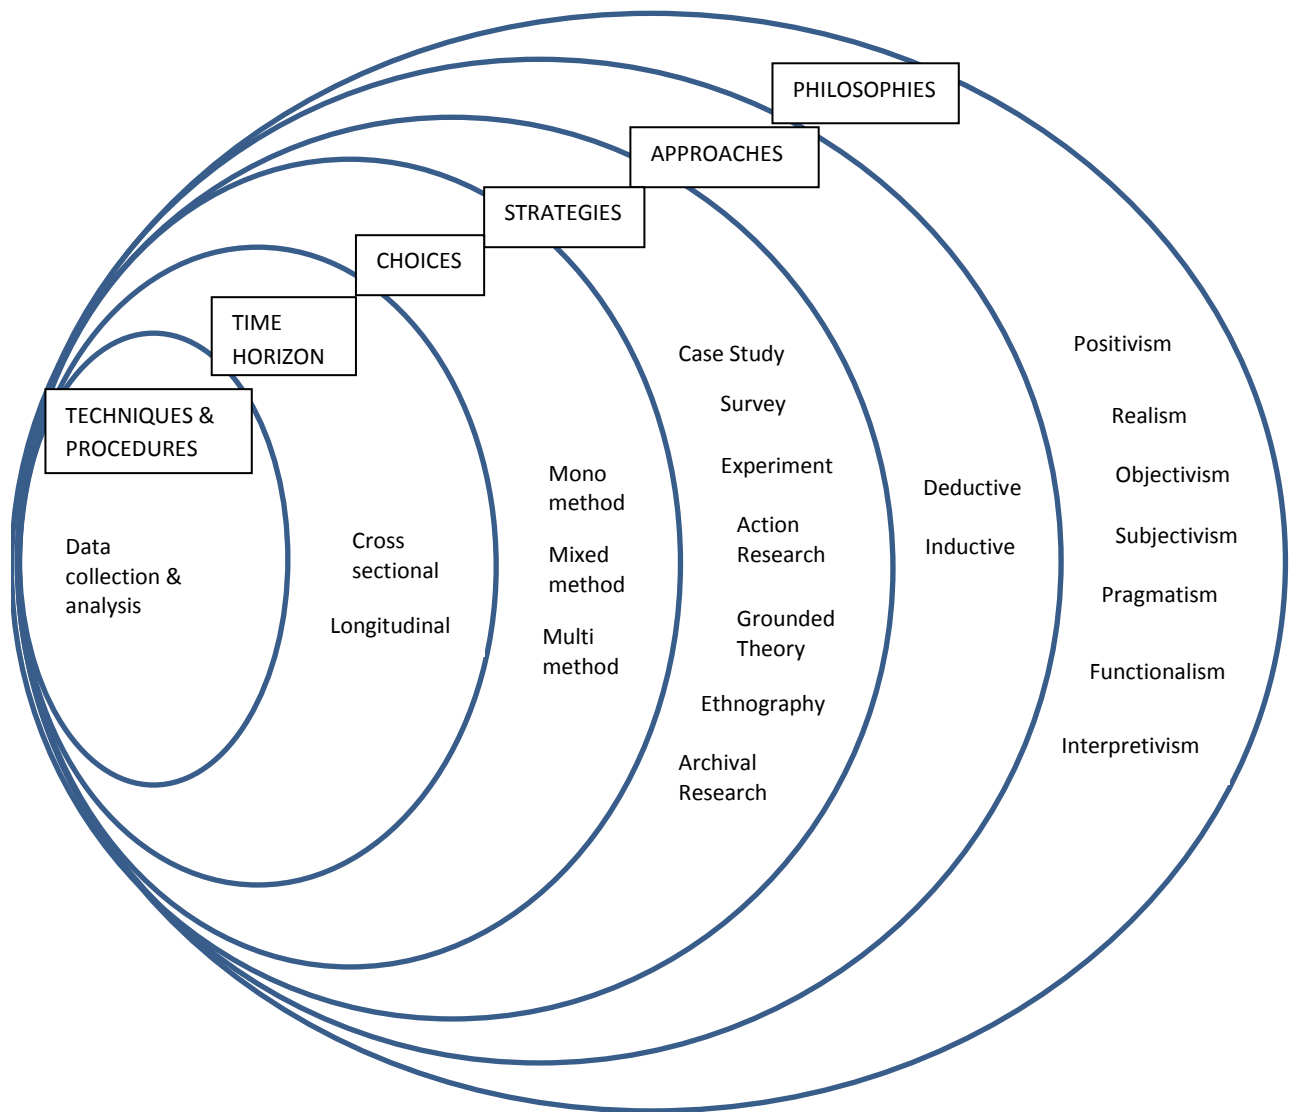 PHILOSOPHIES
APPROACHES
STRATEGIES
CHOICES
TIME
HORIZON
TECHNIQUES &
PROCEDURES
Data
collection &
analysis
Cross
sectional
Longitudinal
Mono
method
Mixed
method
Multi
method
Case Study
Survey
Experiment
Action
Research
Grounded
Theory
Ethnography
Archival
Research
Deductive
Inductive
Positivism
Realism
Objectivism
Subjectivism
Pragmatism
Functionalism
Interpretivism